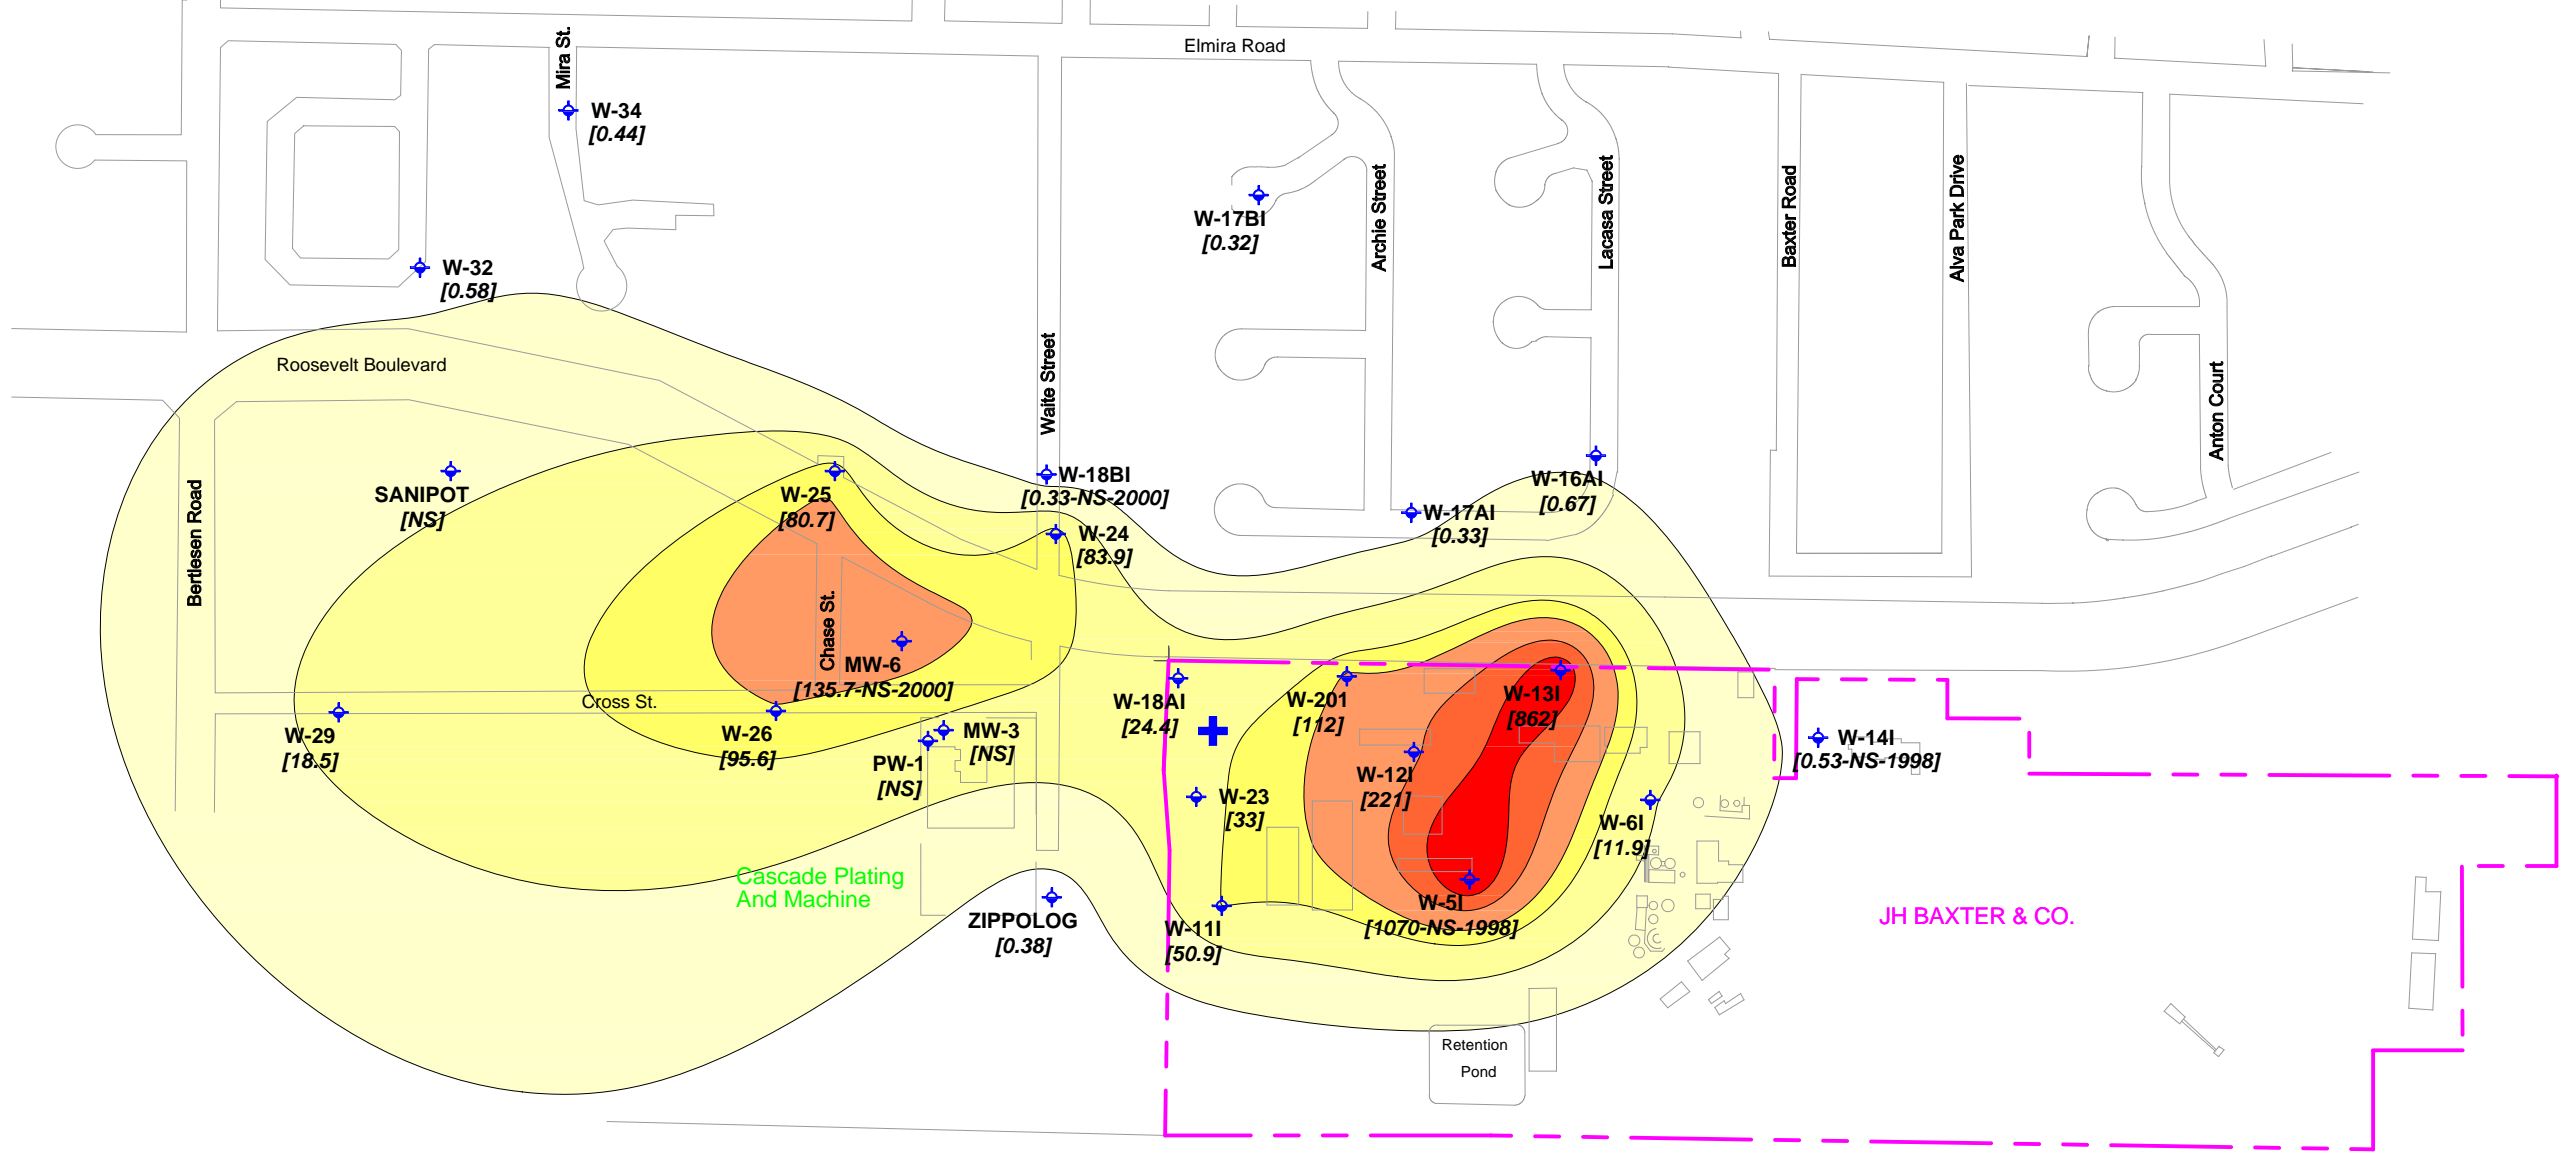 Elmira Road
Mira St.
W-34
[0.44]
W-17BI
[0.32]
Archie Street
Lacasa Street
Baxter Road
Alva Park Drive
W-32
[0.58]
Roosevelt Boulevard
Waite Street
Anton Court
SANIPOT
[NS]
W-25
[80.7]
W-18BI
[0.33-NS-2000]
W-24
[83.9]
W-17AI
[0.33]
W-16AI
[0.67]
Bertlesen Road
Chase St.
MW-6
[135.7-NS-2000]
Cross St.
W-29
[18.5]
W-26
[95.6]
MW-3
[NS]
PW-1
[NS]
W-18AI
[24.4]
W-201
[112]
W-13I
[862]
W-14I
[0.53-NS-1998]
W-23
[33]
W-12I
[221]
W-6I
[11.9]
Cascade Plating
And Machine
ZIPPOLOG
[0.38]
W-11I
[50.9]
W-5I
[1070-NS-1998]
JH BAXTER & CO.
Retention
Pond